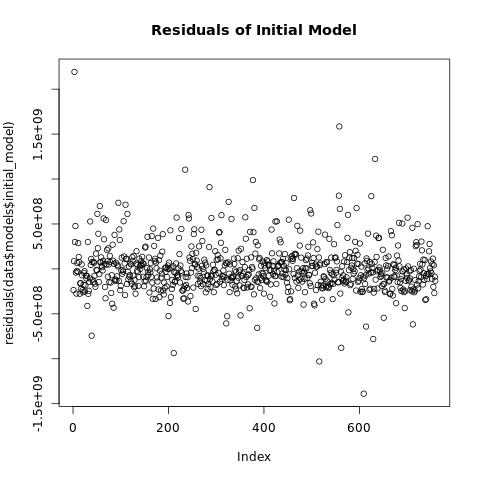 Residuals of Initial Model
residuals(data$models$initial_model)
1.5e+09
5.0e+08
-5.0e+08
-1.5e+09
0 200 400 600
Index